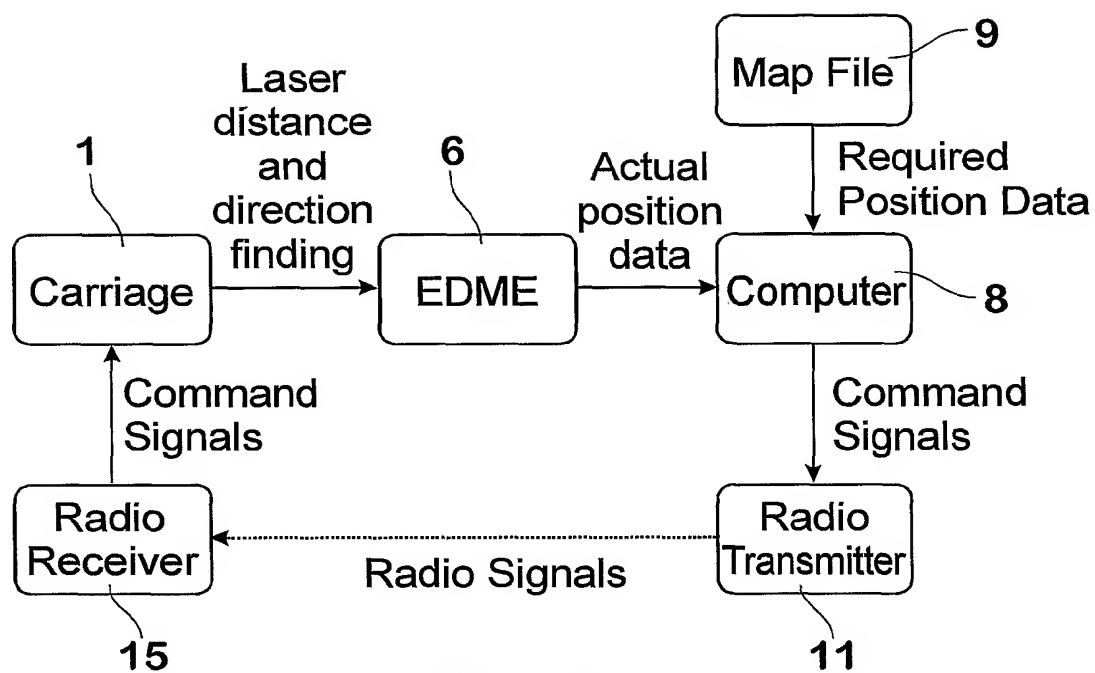 9
Map File
Laser
distance
and
direction
finding
1
6
Actual
position
data
Required
Position Data
Carriage
EDME
Computer
8
Command
Signals
Command
Signals
Radio
Receiver
Radio Signals
Radio
Transmitter
15
11